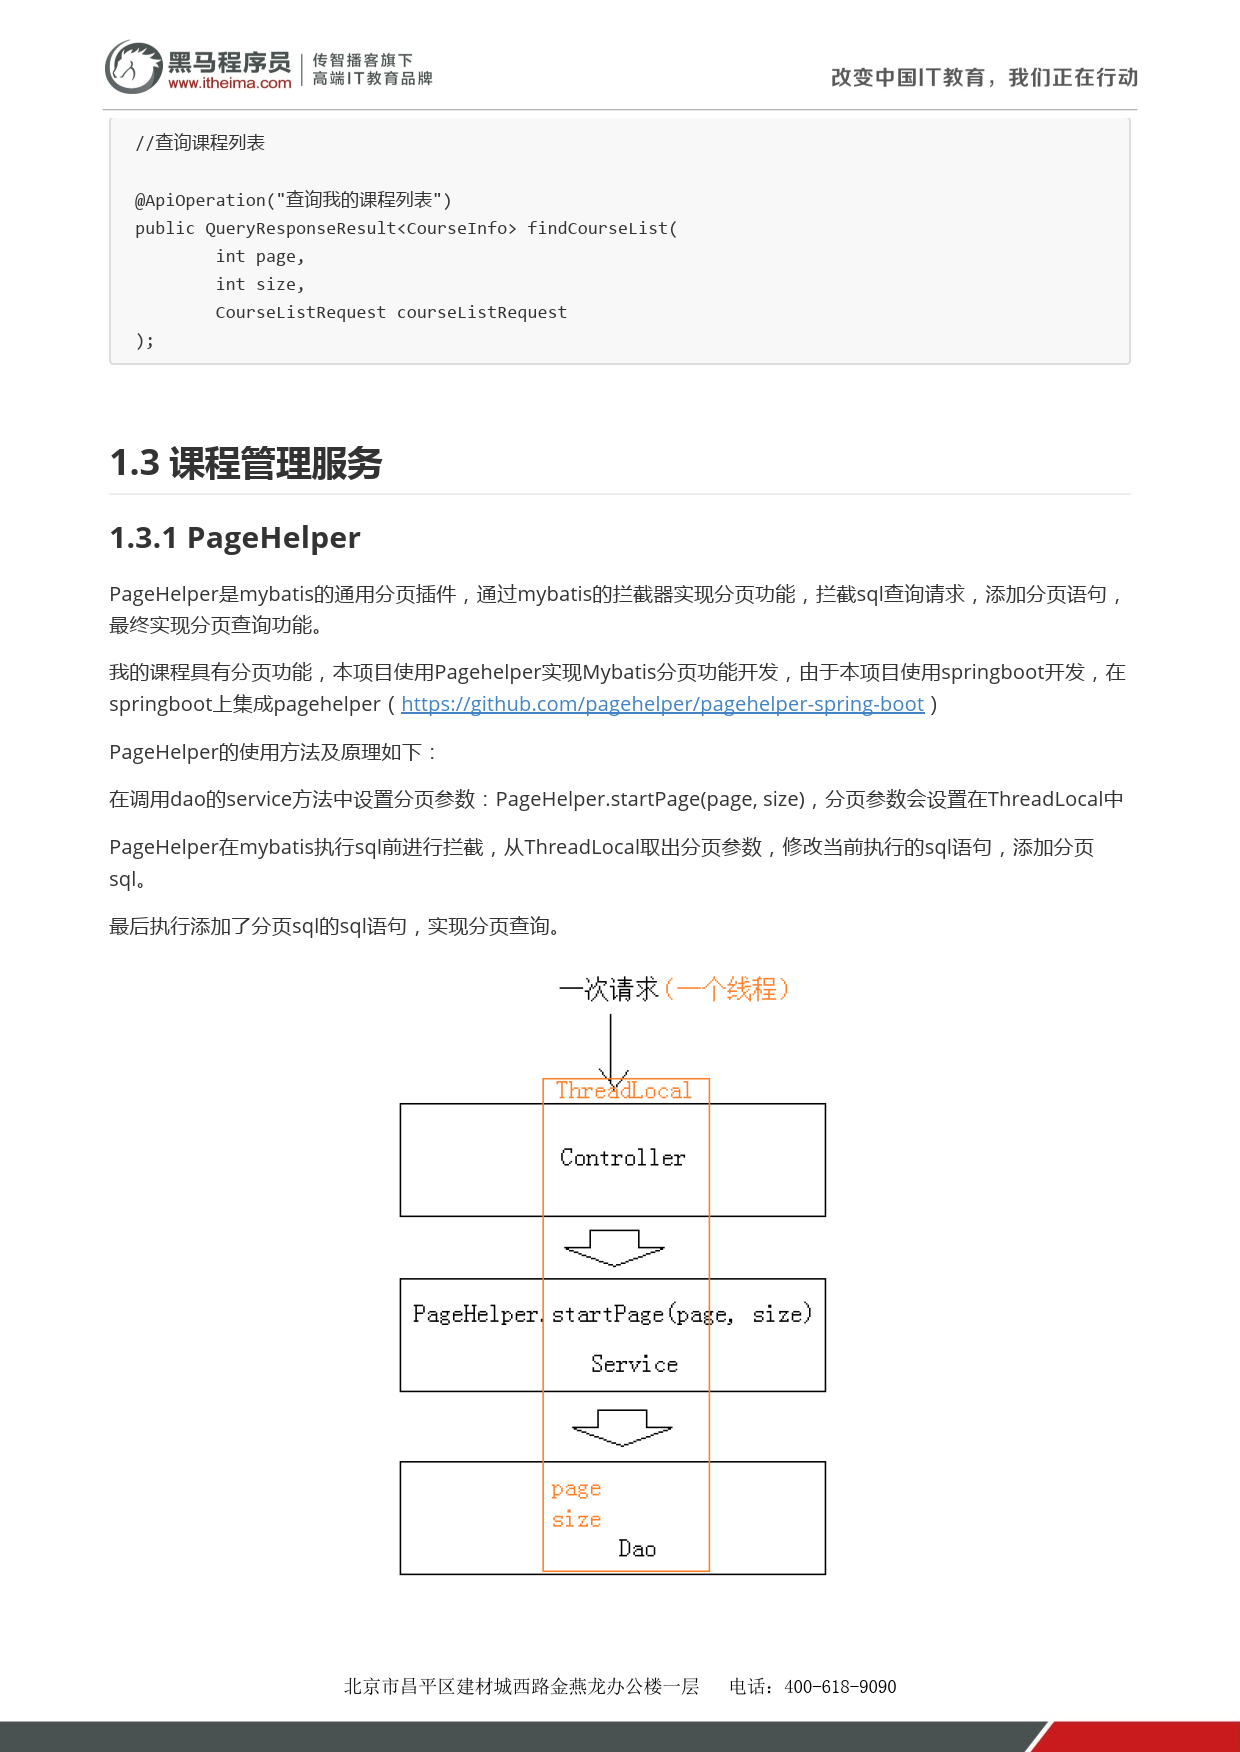 黑马程序员
www.itheima.com
传智播客旗下
高端IT教育品牌
改变中国IT教育，我们正在行动
//查询课程列表
@ApiOperation("查询我的课程列表")
public QueryResponseResult<CourseInfo> findCourseList(
        int page,
        int size,
        CourseListRequest courseListRequest
);
1.3 课程管理服务
1.3.1 PageHelper
PageHelper是mybatis的通用分页插件，通过mybatis的拦截器实现分页功能，拦截sql查询请求，添加分页语句，
最终实现分页查询功能。
我的课程具有分页功能，本项目使用Pagehelper实现Mybatis分页功能开发，由于本项目使用springboot开发，在
springboot上集成pagehelper（https://github.com/pagehelper/pagehelper-spring-boot）
PageHelper的使用方法及原理如下：
在调用dao的service方法中设置分页参数：PageHelper.startPage(page, size)，分页参数会设置在ThreadLocal中
PageHelper在mybatis执行sql前进行拦截，从ThreadLocal取出分页参数，修改当前执行的sql语句，添加分页
sql。
最后执行添加了分页sql的sql语句，实现分页查询。
一次请求（一个线程）
ThreadLocal
Controller
PageHelper.startPage(page, size)
Service
page
size
Dao
北京市昌平区建材城西路金燕龙办公楼一层 电话：400-618-9090